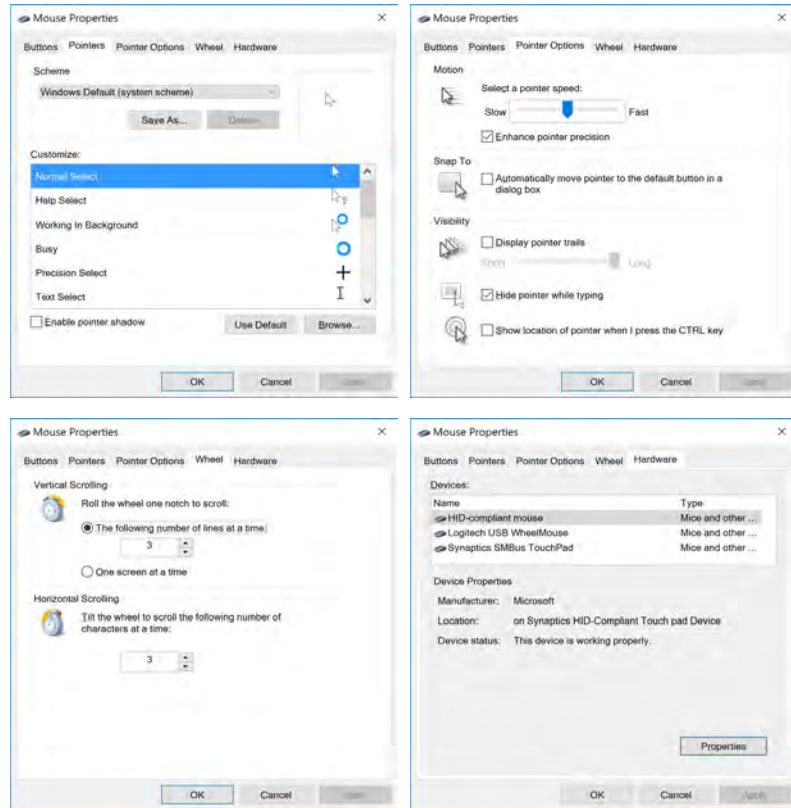 Mouse Properties
Buttons Pointers Pointer Options Wheel Hardware
Scheme
Windows Default (system scheme)
Save As... Delete
Customize:
Normal Select
Help Select
Working In Background
Busy
Precision Select
Text Select
Enable pointer shadow
Use Default Browse...
OK Cancel Apply
Mouse Properties
Buttons Pointers Pointer Options Wheel Hardware
Motion
Select a pointer speed:
Slow Fast
Enhance pointer precision
Snap To
Automatically move pointer to the default button in a
dialog box
Visibility
Display pointer trails
Short Long
Hide pointer while typing
Show location of pointer when I press the CTRL key
OK Cancel Apply
Mouse Properties
Buttons Pointers Pointer Options Wheel Hardware
Vertical Scrolling
Roll the wheel one notch to scroll:
The following number of lines at a time:
3
One screen at a time
Horizontal Scrolling
Tilt the wheel to scroll the following number of
characters at a time:
3
OK Cancel Apply
Mouse Properties
Buttons Pointers Pointer Options Wheel Hardware
Devices:
Name Type
HID-compliant mouse Mice and other ...
Logitech USB WheelMouse Mice and other ...
Synaptics SMBus TouchPad Mice and other ...
Device Properties
Manufacturer: Microsoft
Location: on Synaptics HID-Compliant Touch pad Device
Device status: This device is working properly.
Properties
OK Cancel Apply